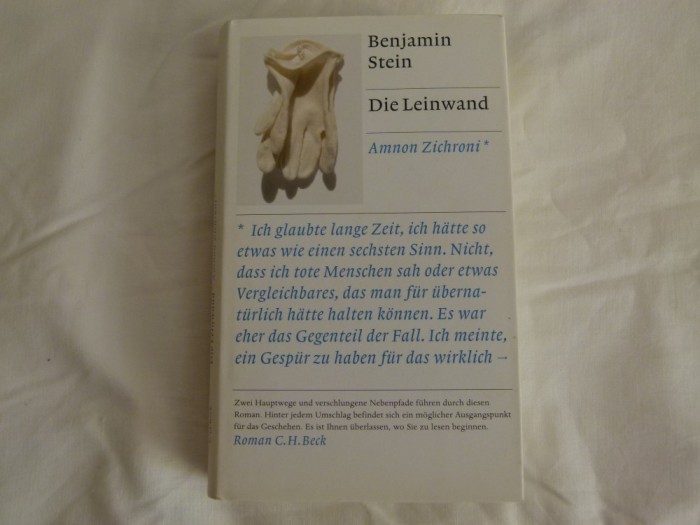 Benjamin
Stein
Die Leinwand
Amnon Zichroni*
* Ich glaubte lange Zeit, ich hätte so
etwas wie einen sechsten Sinn. Nicht,
dass ich tote Menschen sah oder etwas
Vergleichbares, das man für überna-
türlich hätte halten können. Es war
eher das Gegenteil der Fall. Ich meinte,
ein Gespür zu haben für das wirklich →
Zwei Hauptwege und verschlungene Nebenpfade führen durch diesen
Roman. Hinter jedem Umschlag befindet sich ein möglicher Ausgangspunkt
für das Geschehen. Es ist Ihnen überlassen, wo Sie zu lesen beginnen.
Roman C. H. Beck